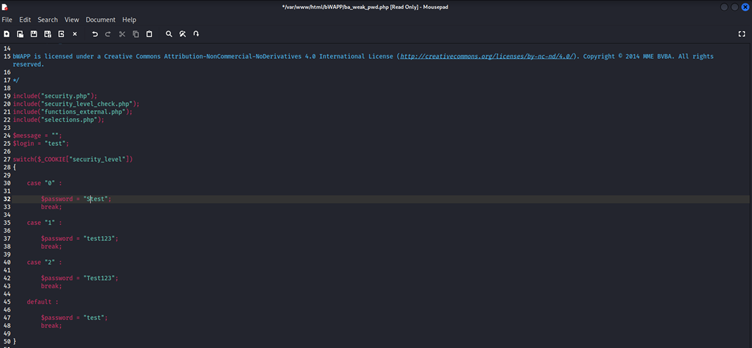 */var/www/html/bWAPP/ba_weak_pwd.php [Read Only] - Mousepad
File Edit Search View Document Help
14
15 bWAPP is licensed under a Creative Commons Attribution-NonCommercial-NoDerivatives 4.0 International License (http://creativecommons.org/licenses/by-nc-nd/4.0/). Copyright © 2014 MME BVBA. All rights
reserved.
16
17 */
18
19 include("security.php");
20 include("security_level_check.php");
21 include("functions_external.php");
22 include("selections.php");
23
24 $message = "";
25 $login = "test";
26
27 switch($_COOKIE["security_level"])
28 {
29
30 case "0" :
31
32 $password = "Stest";
33 break;
34
35 case "1" :
36
37 $password = "test123";
38 break;
39
40 case "2" :
41
42 $password = "Test123";
43 break;
44
45 default :
46
47 $password = "test";
48 break;
49
50 }